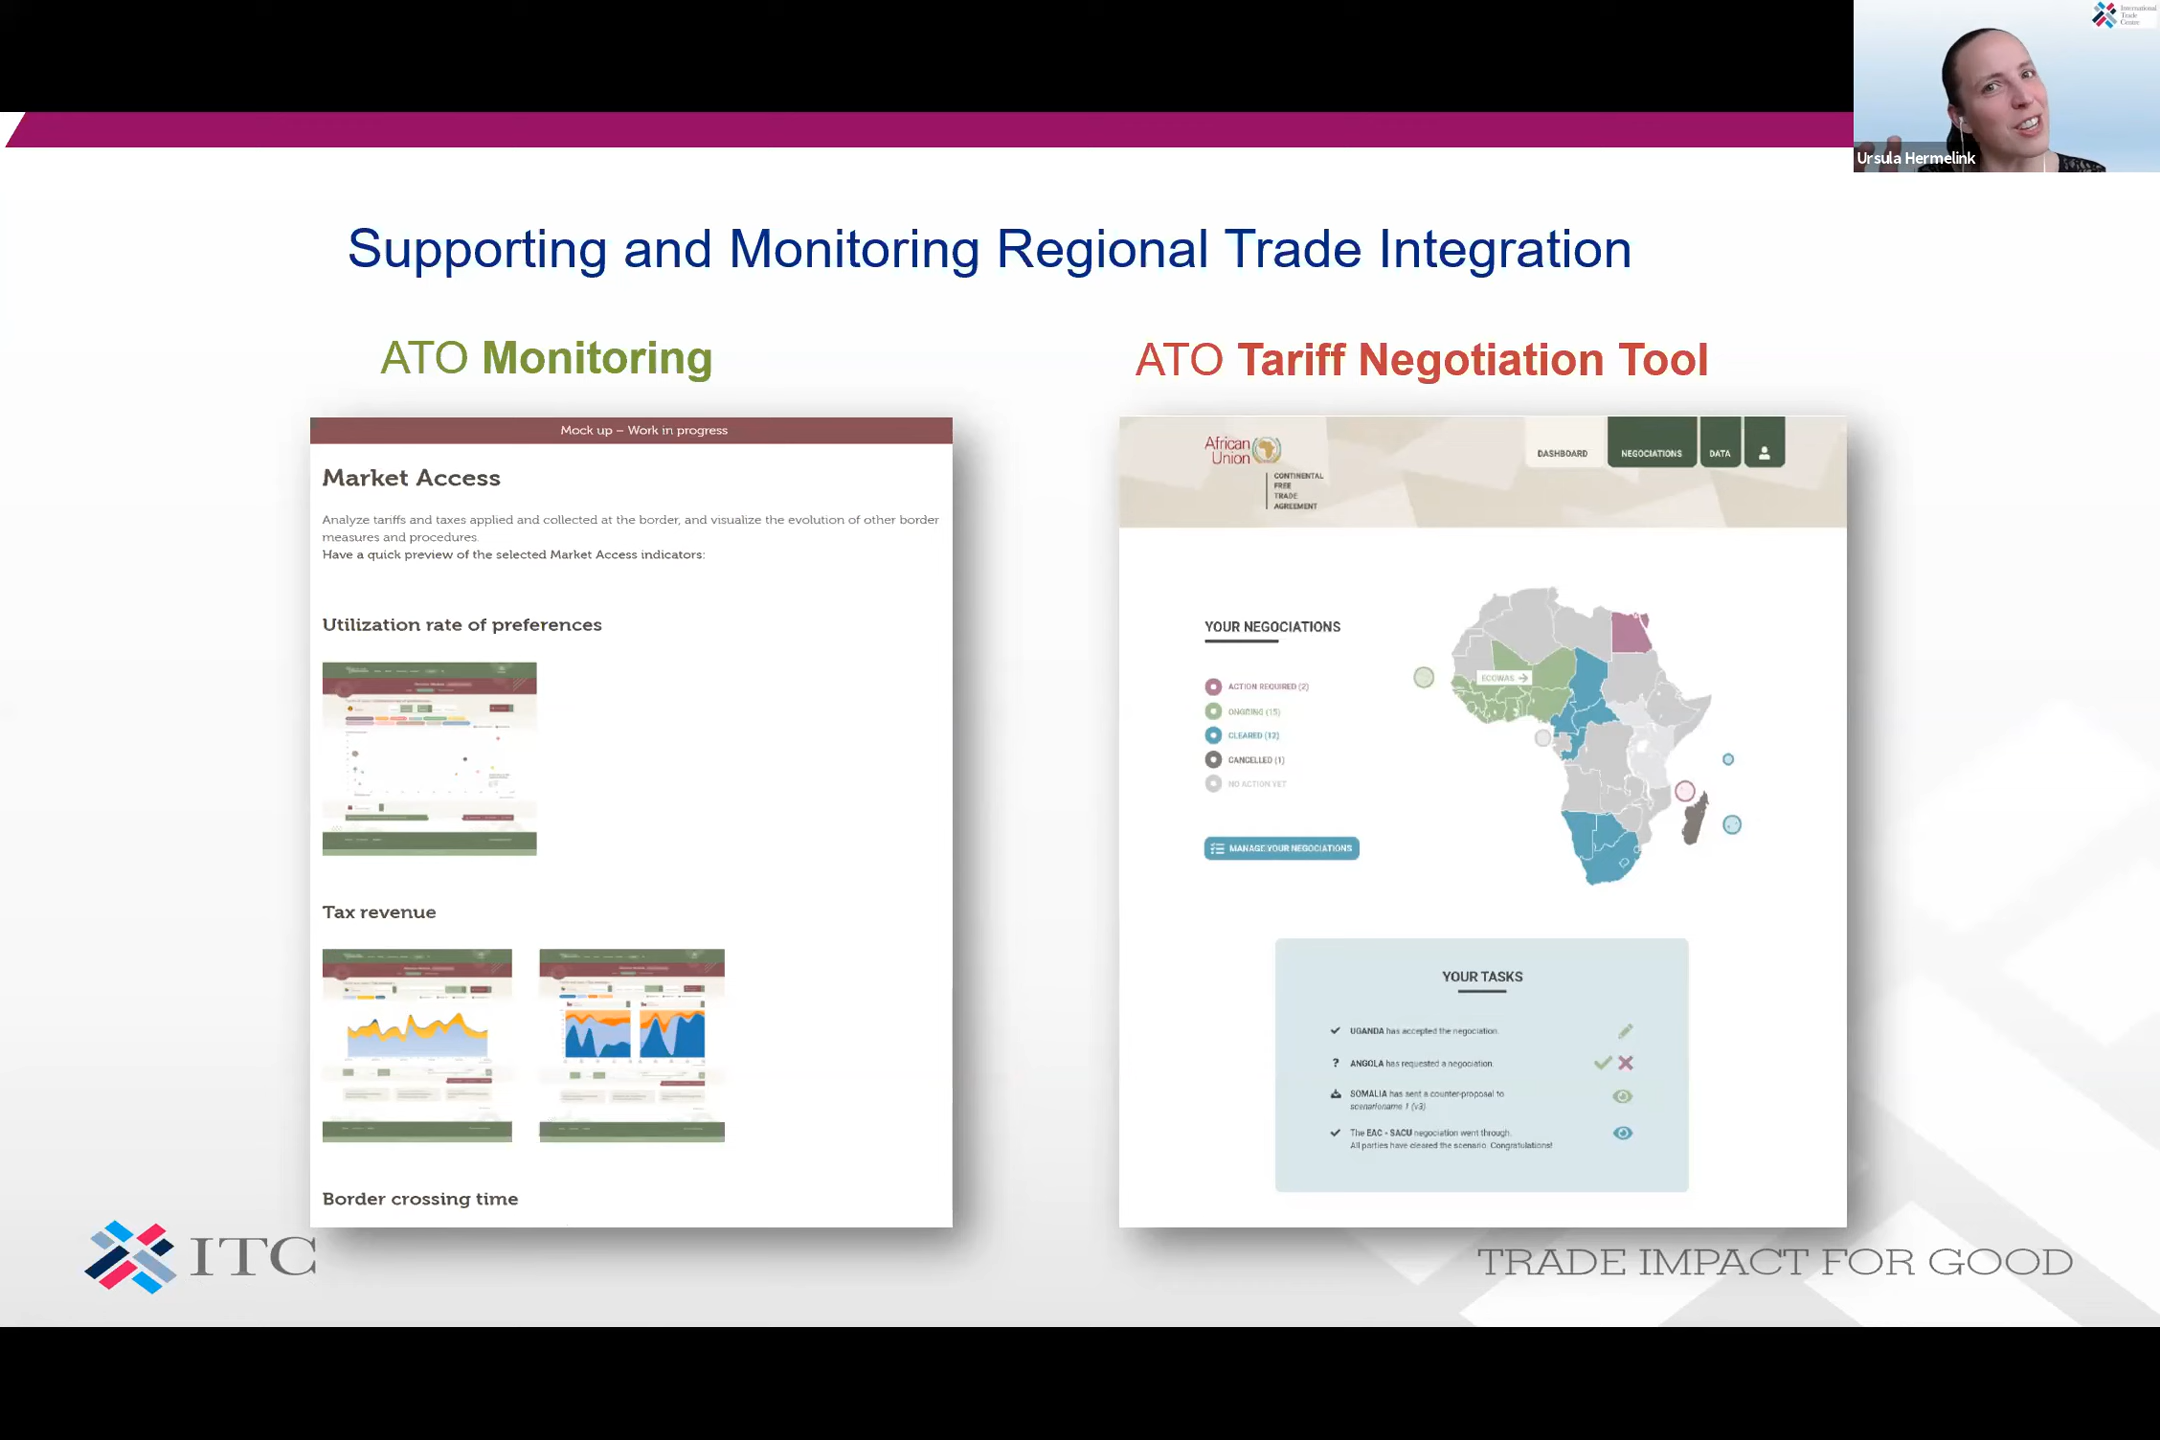 International
Trade
Centre
Ursula Hermelink
Supporting and Monitoring Regional Trade Integration
ATO Monitoring
Mock up – Work in progress
Market Access
Analyze tariffs and taxes applied and collected at the border, and visualize the evolution of other border
measures and procedures.
Have a quick preview of the selected Market Access indicators:
Utilization rate of preferences
Tax revenue
Border crossing time
ATO Tariff Negotiation Tool
African
Union
CONTINENTAL
FREE
TRADE
AGREEMENT
DASHBOARD
NEGOCIATIONS
DATA
YOUR NEGOCIATIONS
ACTION REQUIRED (2)
ONGOING (15)
CLEARED (12)
CANCELLED (1)
NO ACTION YET
MANAGE YOUR NEGOCIATIONS
ECOWAS →
YOUR TASKS
UGANDA has accepted the negociation.
? ANGOLA has requested a negociation.
SOMALIA has sent a counter-proposal to
scenarioname 1 (v3)
The EAC - SACU negociation went through.
All parties have cleared the scenario. Congratulations!
ITC
TRADE IMPACT FOR GOOD